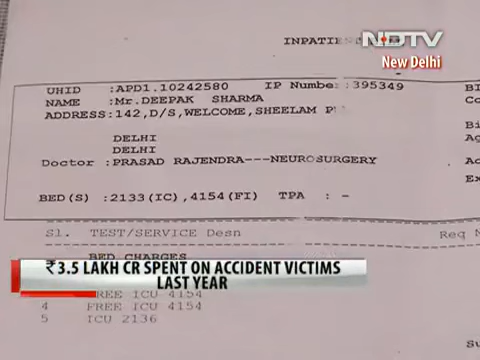 NDTV
New Delhi
INPATIE
UHID :APD1.10242580 IP Number:395349
NAME :Mr.DEEPAK SHARMA
ADDRESS:142,D/S,WELCOME,SHEELAM P
DELHI
DELHI
Doctor :PRASAD RAJENDRA---NEUROSURGERY
BED(S) :2133(IC),4154(FI) TPA : -
Sl. TEST/SERVICE Desn Req N
BED CHARGES
₹3.5 LAKH CR SPENT ON ACCIDENT VICTIMS
LAST YEAR
FREE ICU 4154
4 FREE ICU 4154
5 ICU 2136
Su